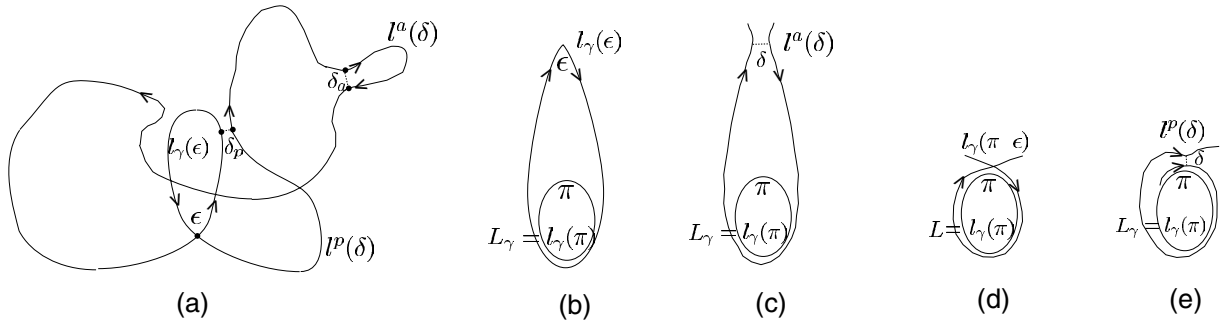 l^a(δ)
δ_a
l_γ(ϵ)
δ_p
ϵ
l^p(δ)
(a)
l_γ(ϵ)
ϵ
π
L_γ = l_γ(π)
(b)
l^a(δ)
δ
π
L_γ = l_γ(π)
(c)
l_γ(π ϵ)
π
L= l_γ(π)
(d)
l^p(δ)
δ
π
L_γ = l_γ(π)
(e)